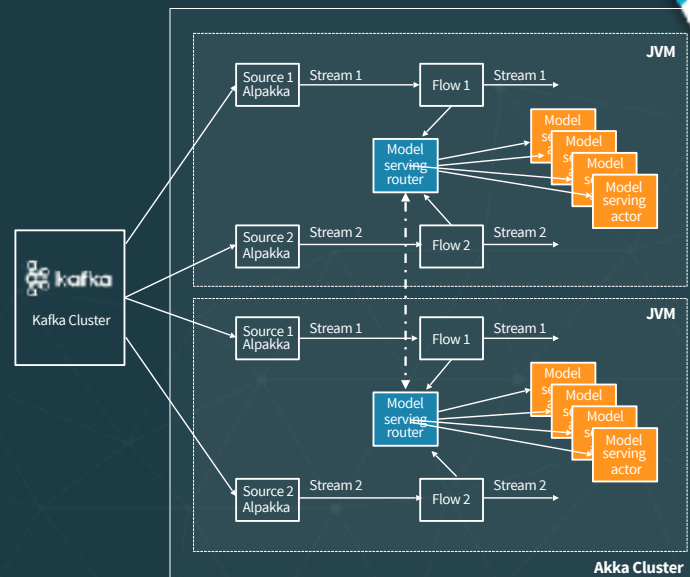 JVM
Source 1
Alpakka
Stream 1
Flow 1
Stream 1
Model
serving
router
Model
Model
Model
Model
serving
actor
Source 2
Alpakka
Stream 2
Flow 2
Stream 2
kafka
Kafka Cluster
JVM
Source 1
Alpakka
Stream 1
Flow 1
Stream 1
Model
serving
router
Model
Model
Model
Model
serving
actor
Source 2
Alpakka
Stream 2
Flow 2
Stream 2
Akka Cluster